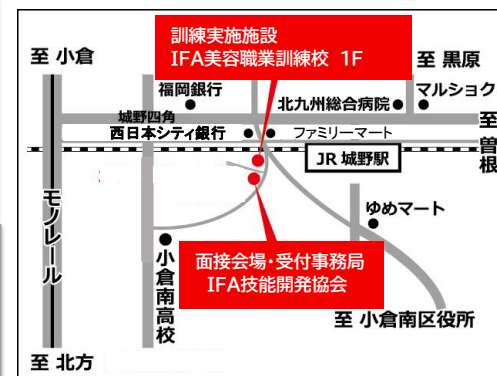 訓練実施施設
IFA美容職業訓練校 1F
至 小倉
至 黒原
福岡銀行
マルショク
北九州総合病院
城野四角
至 曽根
西日本シティ銀行
ファミリーマート
JR 城野駅
モノレール
ゆめマート
小倉南高校
面接会場・受付事務局
IFA技能開発協会
至 小倉南区役所
至 北方